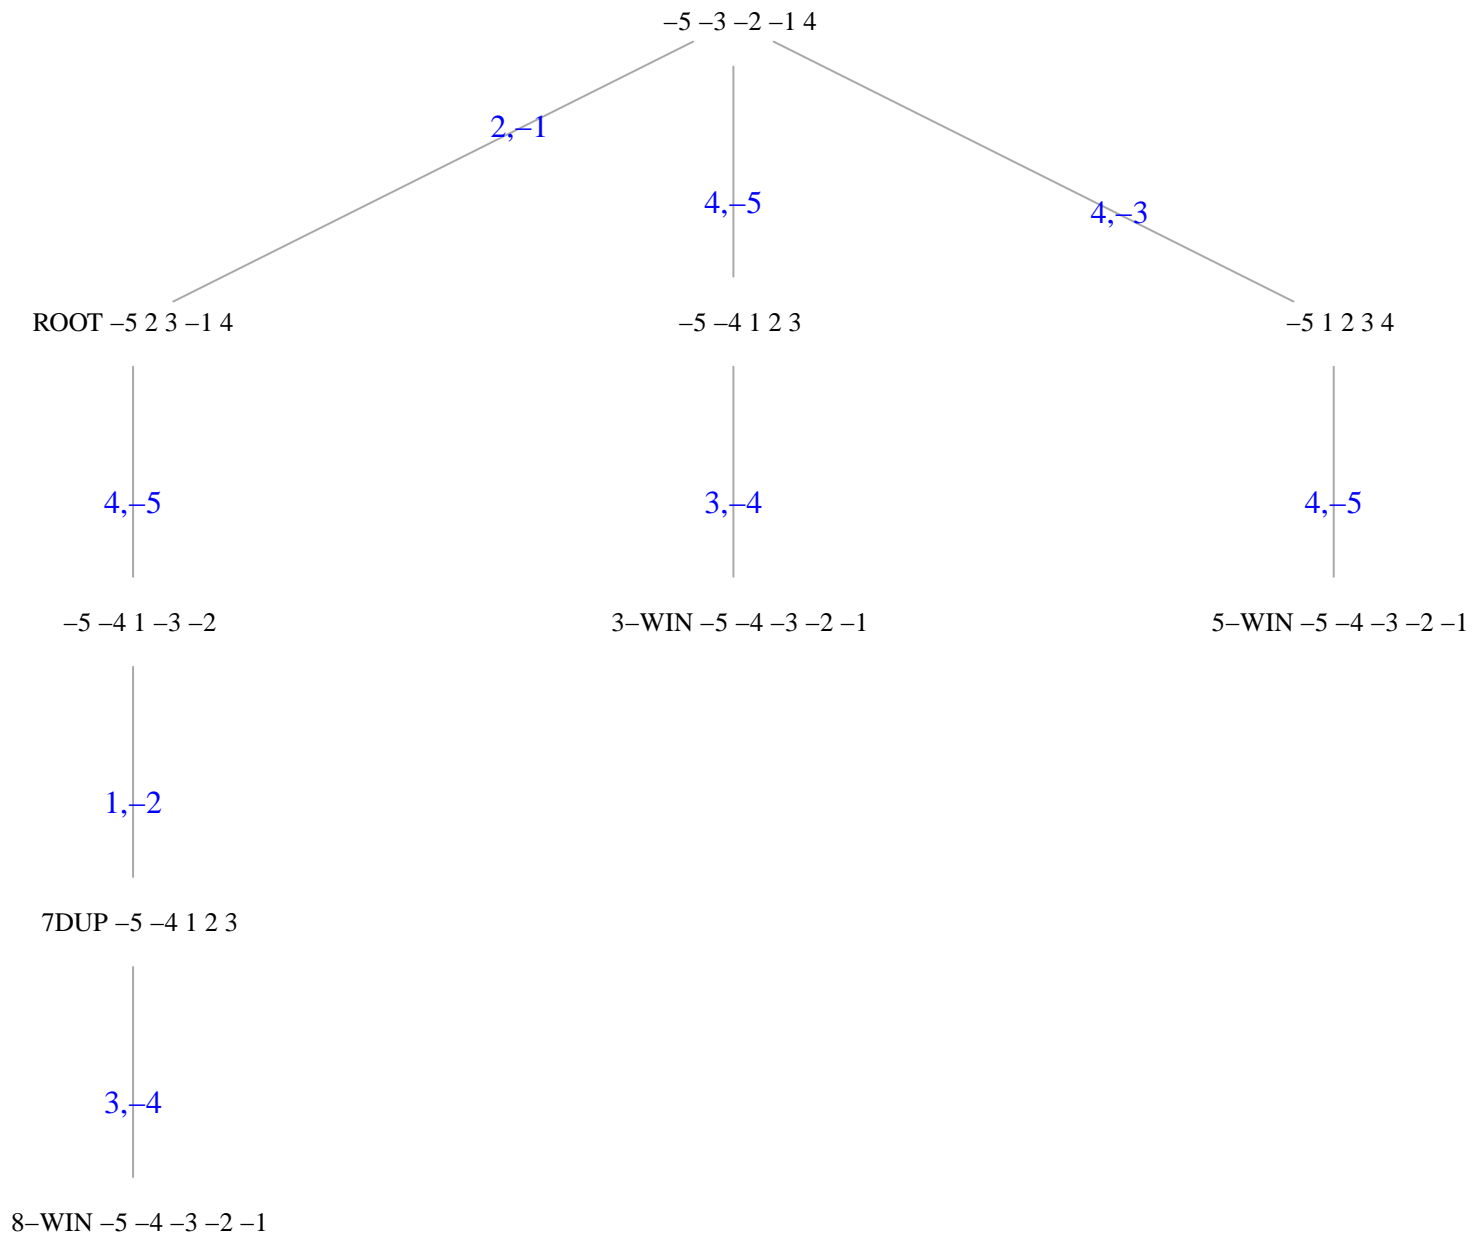 –5 –3 –2 –1 4
2,–1
4,–5
4,–3
ROOT –5 2 3 –1 4
–5 –4 1 2 3
–5 1 2 3 4
4,–5
3,–4
4,–5
–5 –4 1 –3 –2
3–WIN –5 –4 –3 –2 –1
5–WIN –5 –4 –3 –2 –1
1,–2
7DUP –5 –4 1 2 3
3,–4
8–WIN –5 –4 –3 –2 –1